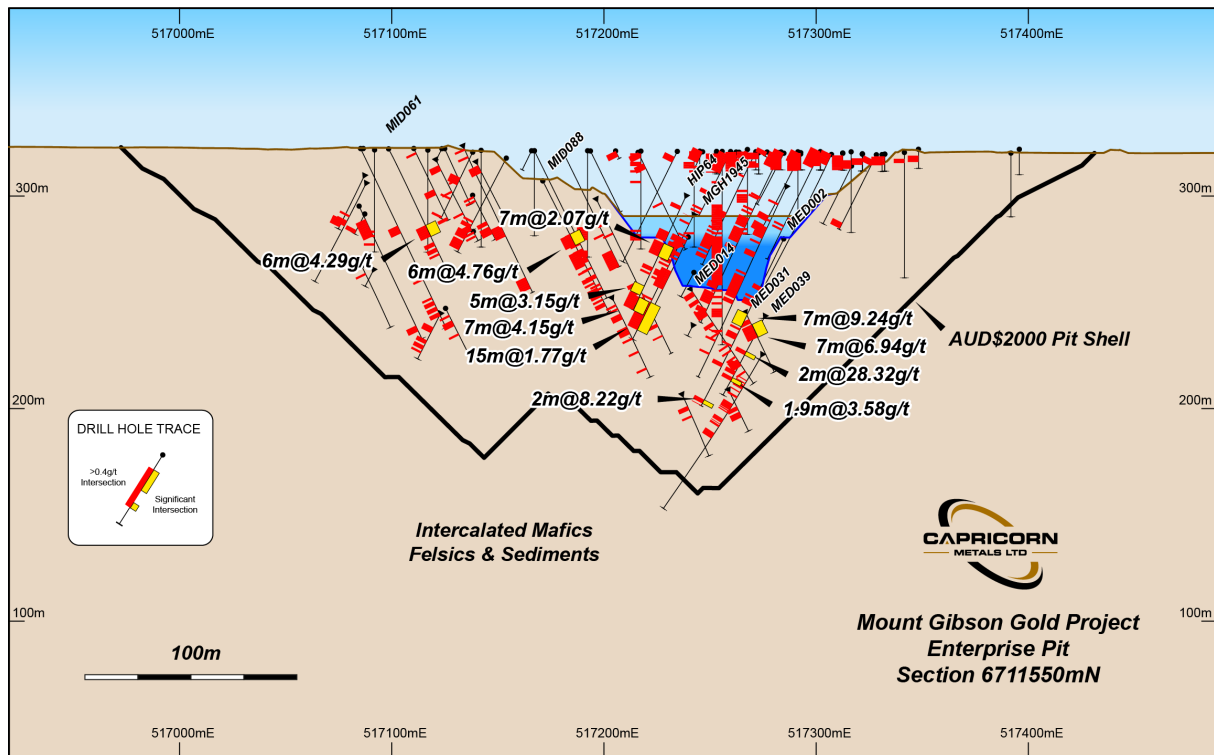 517000mE
517100mE
517200mE
517300mE
517400mE
MID061
MID088
HIP64
MGH1945
MED002
MED014
MED031
MED039
300m
300m
7m@2.07g/t
6m@4.29g/t
6m@4.76g/t
5m@3.15g/t
7m@4.15g/t
15m@1.77g/t
2m@8.22g/t
7m@9.24g/t
7m@6.94g/t
2m@28.32g/t
1.9m@3.58g/t
AUD$2000 Pit Shell
200m
200m
DRILL HOLE TRACE
>0.4g/t
Intersection
Significant
Intersection
Intercalated Mafics
Felsics & Sediments
CAPRICORN
METALS LTD
Mount Gibson Gold Project
Enterprise Pit
Section 6711550mN
100m
100m
100m
517000mE
517100mE
517200mE
517300mE
517400mE